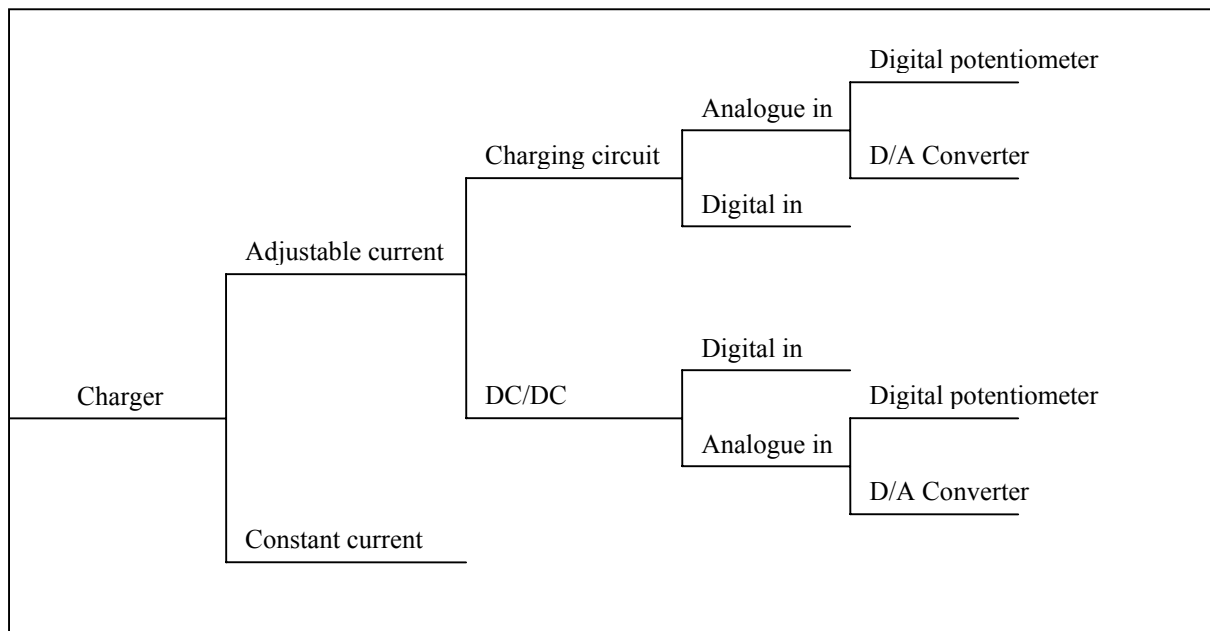 Digital potentiometer
Analogue in
D/A Converter
Charging circuit
Digital in
Adjustable current
Digital in
Charger
DC/DC
Digital potentiometer
Analogue in
D/A Converter
Constant current